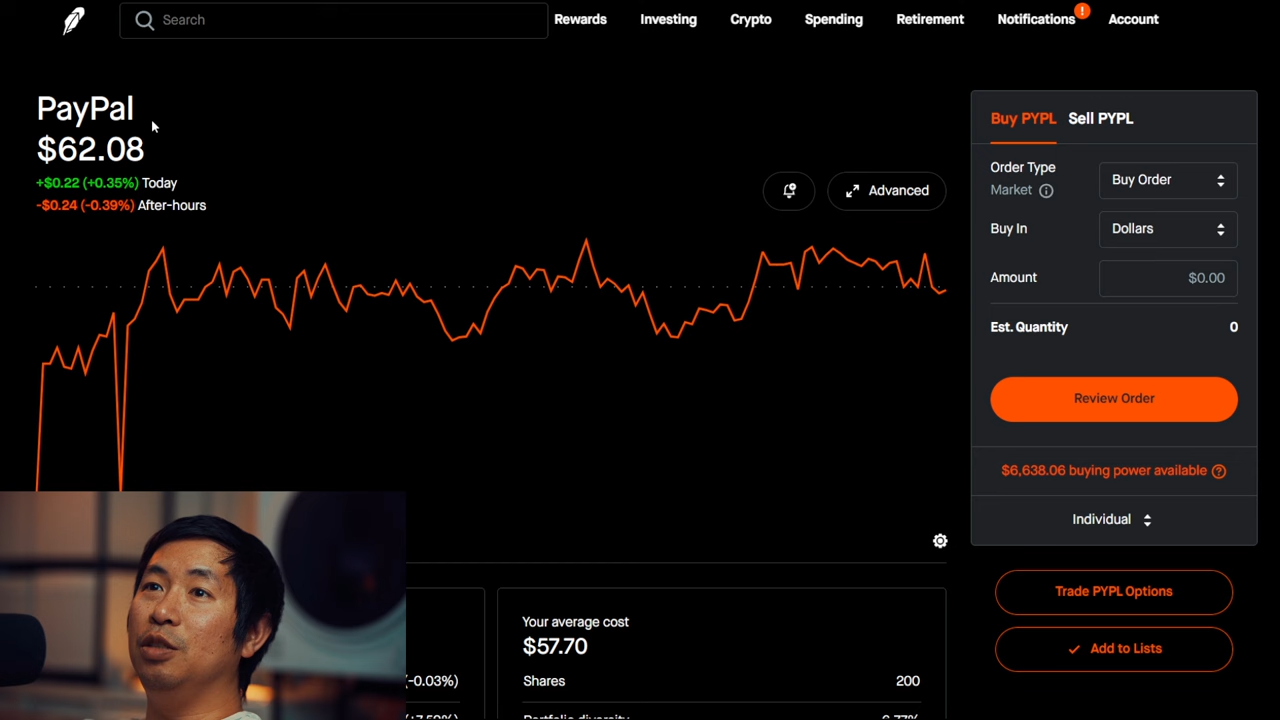 Search
Rewards
Investing
Crypto
Spending
Retirement
Notifications
!
Account
PayPal
$62.08
+$0.22 (+0.35%) Today
-$0.24 (-0.39%) After-hours
Advanced
Buy PYPL
Sell PYPL
Order Type
Market
Buy Order
Buy In
Dollars
Amount
$0.00
Est. Quantity
0
Review Order
$6,638.06 buying power available
Individual
Trade PYPL Options
Add to Lists
(-0.03%)
Your average cost
$57.70
Shares
200